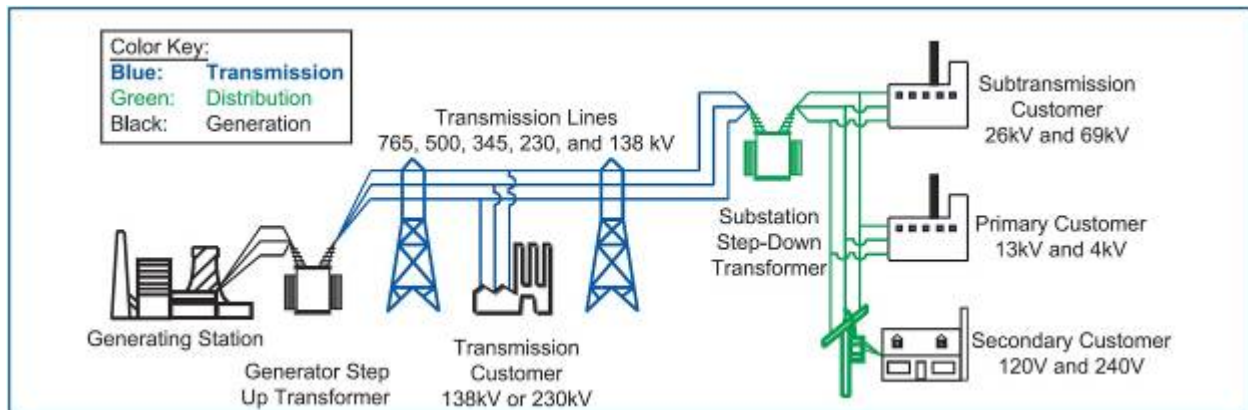 Color Key:
Blue: Transmission
Green: Distribution
Black: Generation
Transmission Lines
765, 500, 345, 230, and 138 kV
Subtransmission
Customer
26kV and 69kV
Substation
Step-Down
Transformer
Primary Customer
13kV and 4kV
Generating Station
Generator Step
Up Transformer
Transmission
Customer
138kV or 230kV
Secondary Customer
120V and 240V